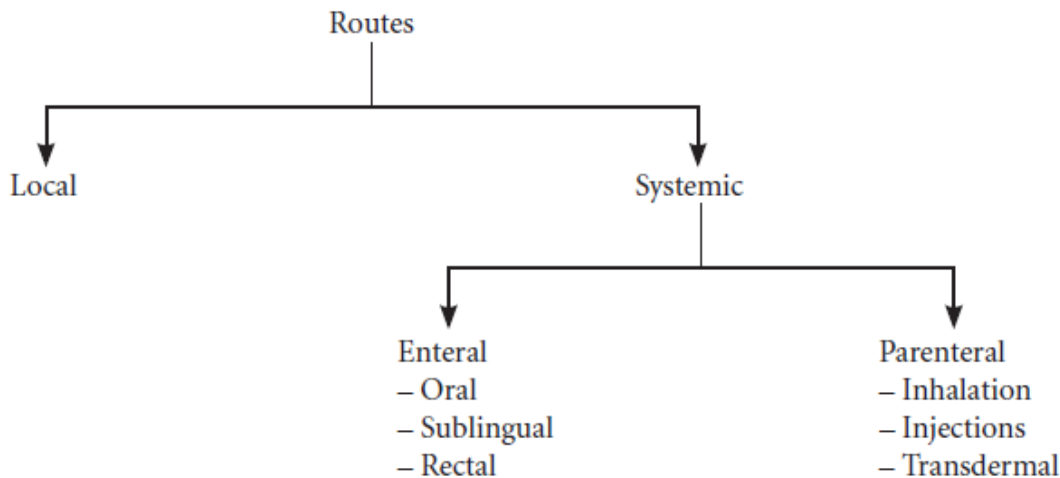 Routes
Local
Systemic
Enteral
– Oral
– Sublingual
– Rectal
Parenteral
– Inhalation
– Injections
– Transdermal